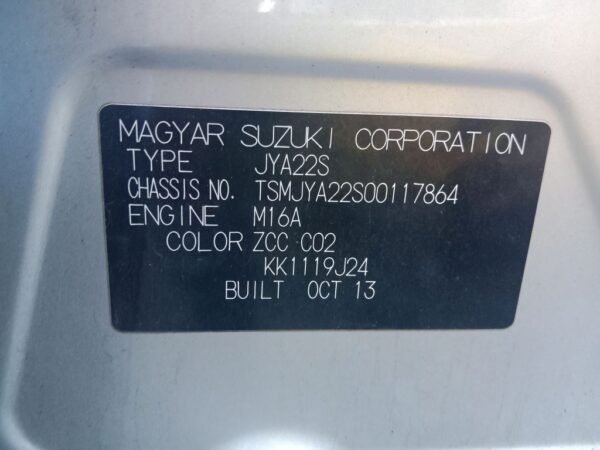 MAGYAR SUZUKI CORPORATION
TYPE JYA22S
CHASSIS NO. TSMJYA22S00117864
ENGINE M16A
COLOR ZCC C02
KK1119J24
BUILT OCT 13